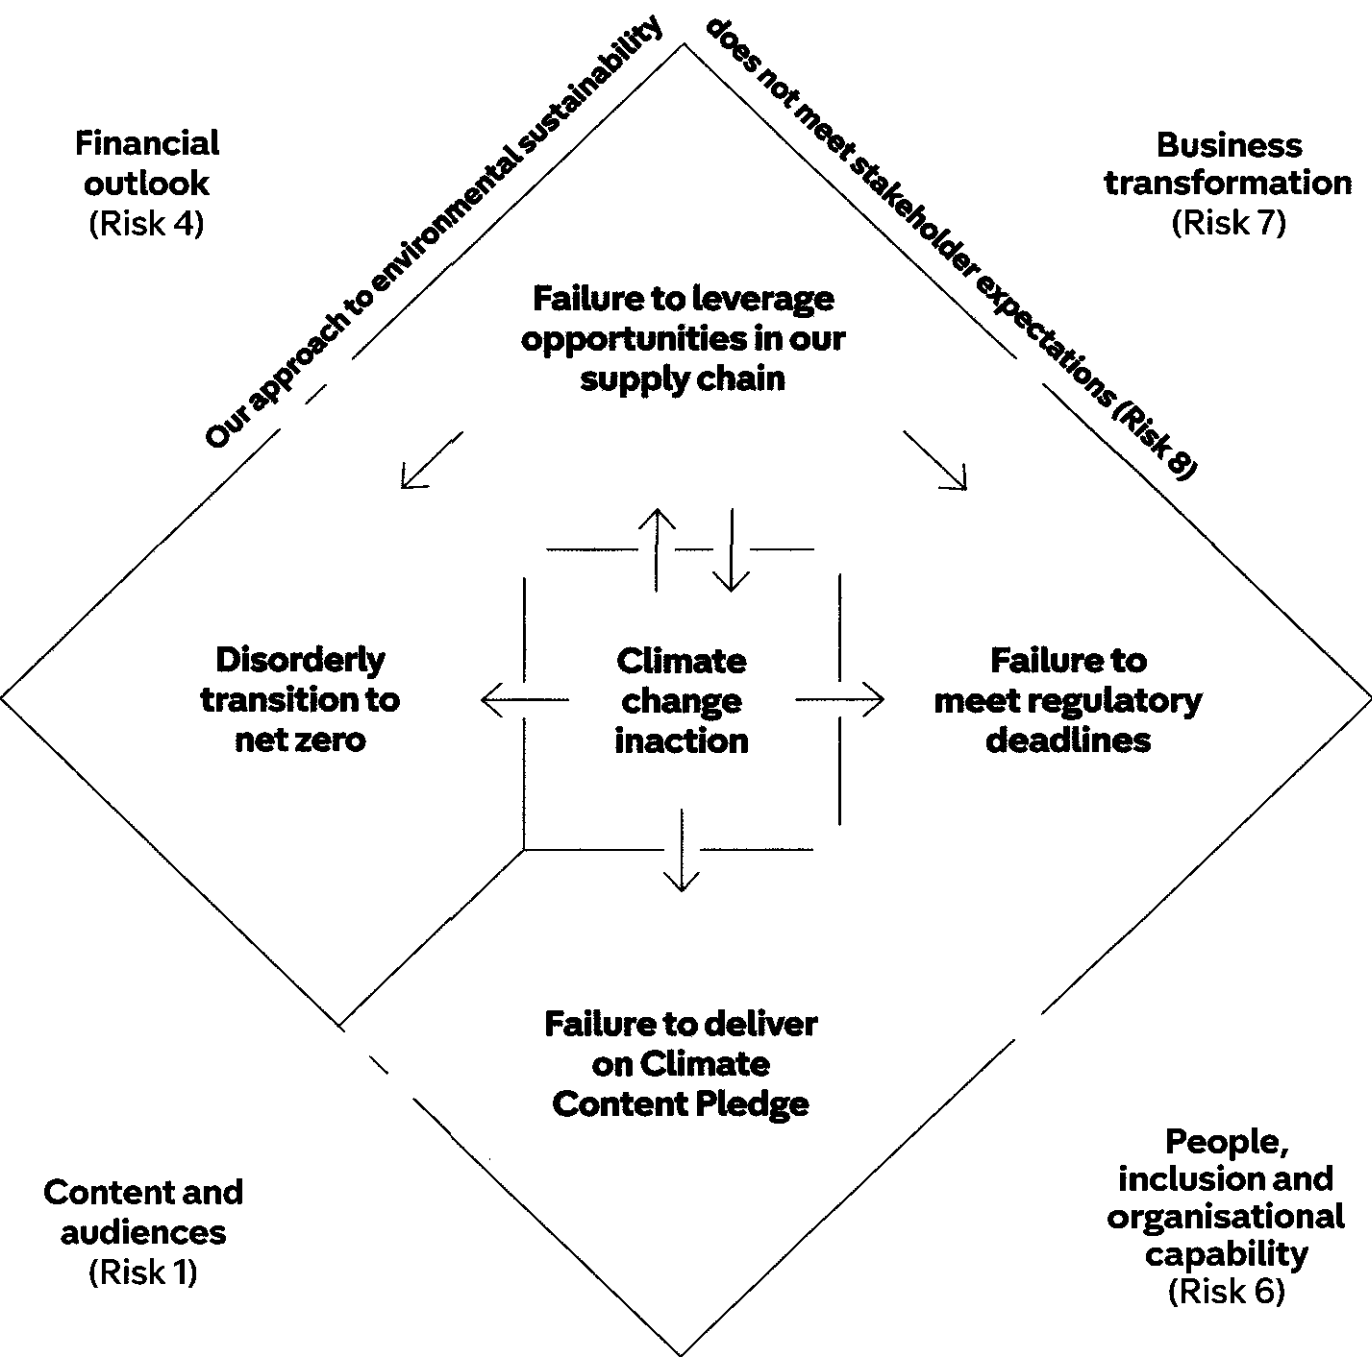 Our approach to environmental sustainability
does not meet stakeholder expectations (Risk 8)
Financial
outlook
(Risk 4)
Business
transformation
(Risk 7)
Failure to leverage
opportunities in our
supply chain
Disorderly
transition to
net zero
Climate
change
inaction
Failure to
meet regulatory
deadlines
Failure to deliver
on Climate
Content Pledge
Content and
audiences
(Risk 1)
People,
inclusion and
organisational
capability
(Risk 6)